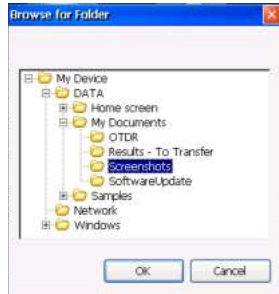 Browse for Folder
My Device
DATA
Home screen
My Documents
OTDR
Results - To Transfer
Screenshots
SoftwareUpdate
Samples
Network
Windows
OK Cancel